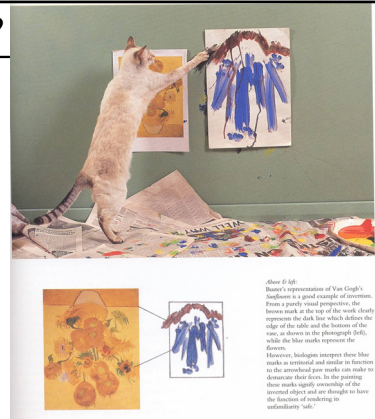 ?
Above & left:
Buster's representation of Van Gogh's
Sunflowers is a good example of invertism.
From a purely visual perspective, the
brown mark at the top of the work clearly
represents the dark line which defines the
edge of the table and the bottom of the
vase, as shown in the photograph (left),
while the blue marks represent the
flowers.
However, biologists interpret these blue
marks as territorial and similar in function
to the arrowhead paw marks cats make to
demarcate their feces. In the painting
these marks signify ownership of the
inverted object and are thought to have
the function of rendering its
unfamiliarity 'safe.'